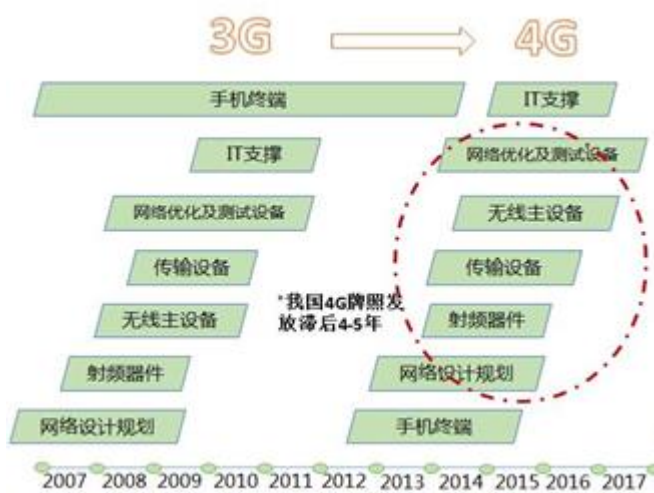 3G 4G
手机终端 IT支撑
IT支撑 网络优化及测试设备
网络优化及测试设备 无线主设备
传输设备 传输设备
*我国4G牌照发
放滞后4-5年
无线主设备 射频器件
射频器件 网络设计规划
网络设计规划 手机终端
2007 2008 2009 2010 2011 2012 2013 2014 2015 2016 2017